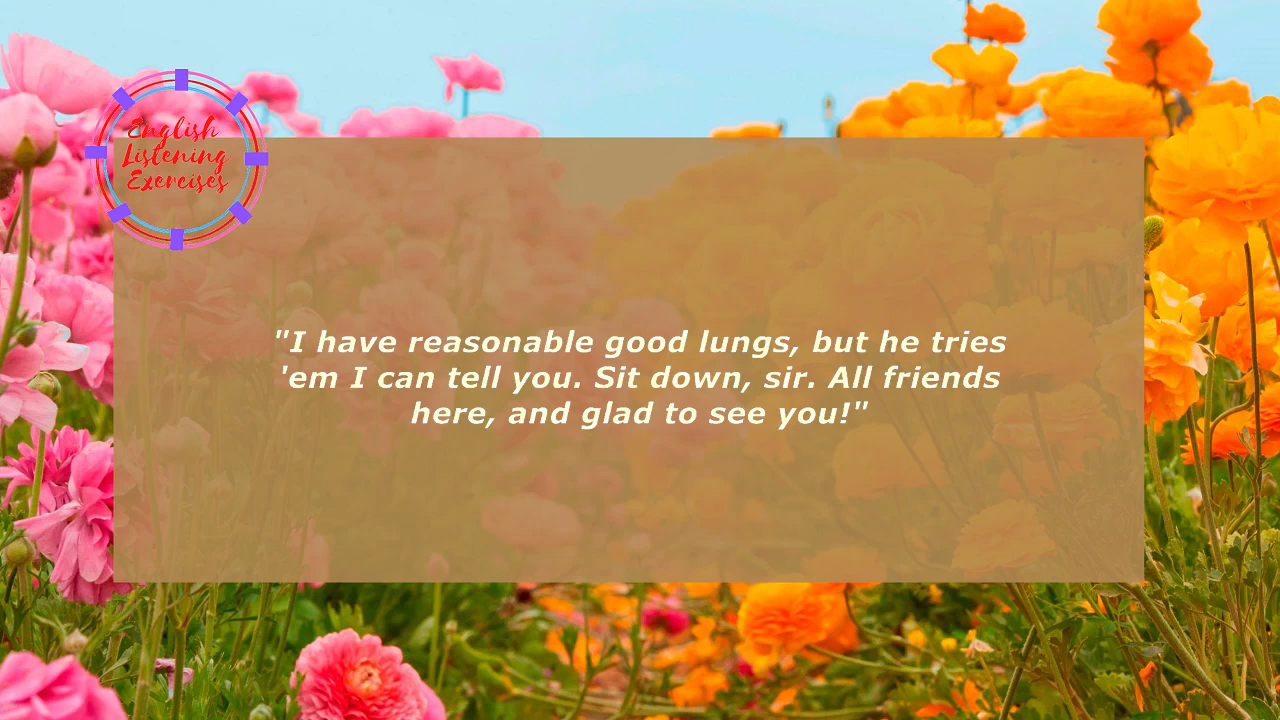 English
Listening
Exercises
"I have reasonable good lungs, but he tries
'em I can tell you. Sit down, sir. All friends
here, and glad to see you!"